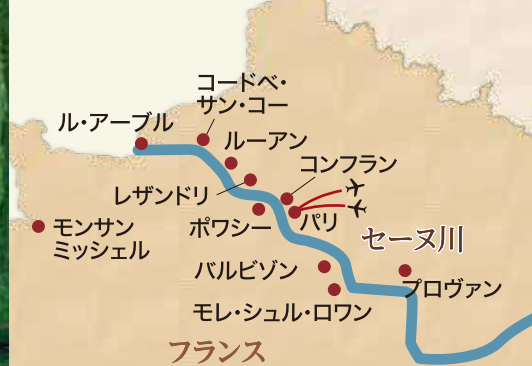 コードベ・
サン・コー
ル・アーブル
ルーアン
コンフラン
レザンドリ
ポワシー
パリ
モンサン
ミッシェル
セーヌ川
バルビゾン
プロヴァン
モレ・シュル・ロワン
フランス